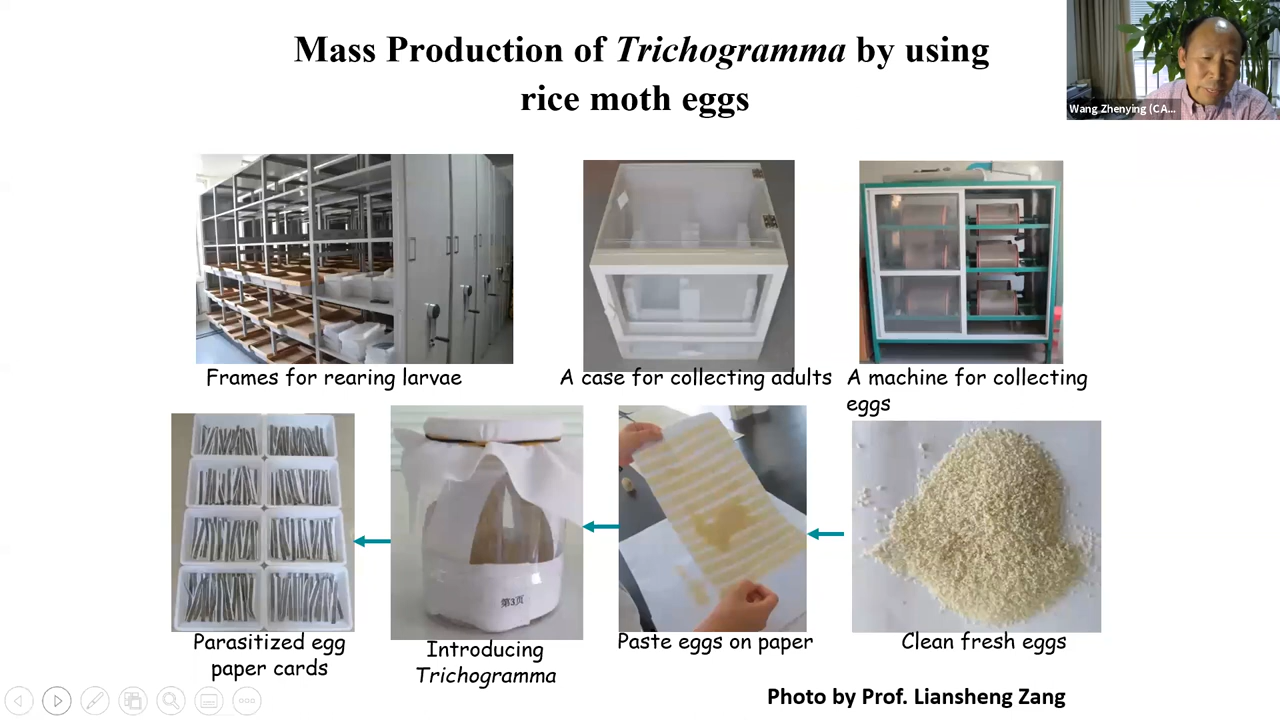 Mass Production of Trichogramma by using
rice moth eggs
Wang Zhenying (CA...
Frames for rearing larvae
A case for collecting adults
A machine for collecting
eggs
第3页
Parasitized egg
paper cards
Introducing
Trichogramma
Paste eggs on paper
Clean fresh eggs
Photo by Prof. Liansheng Zang